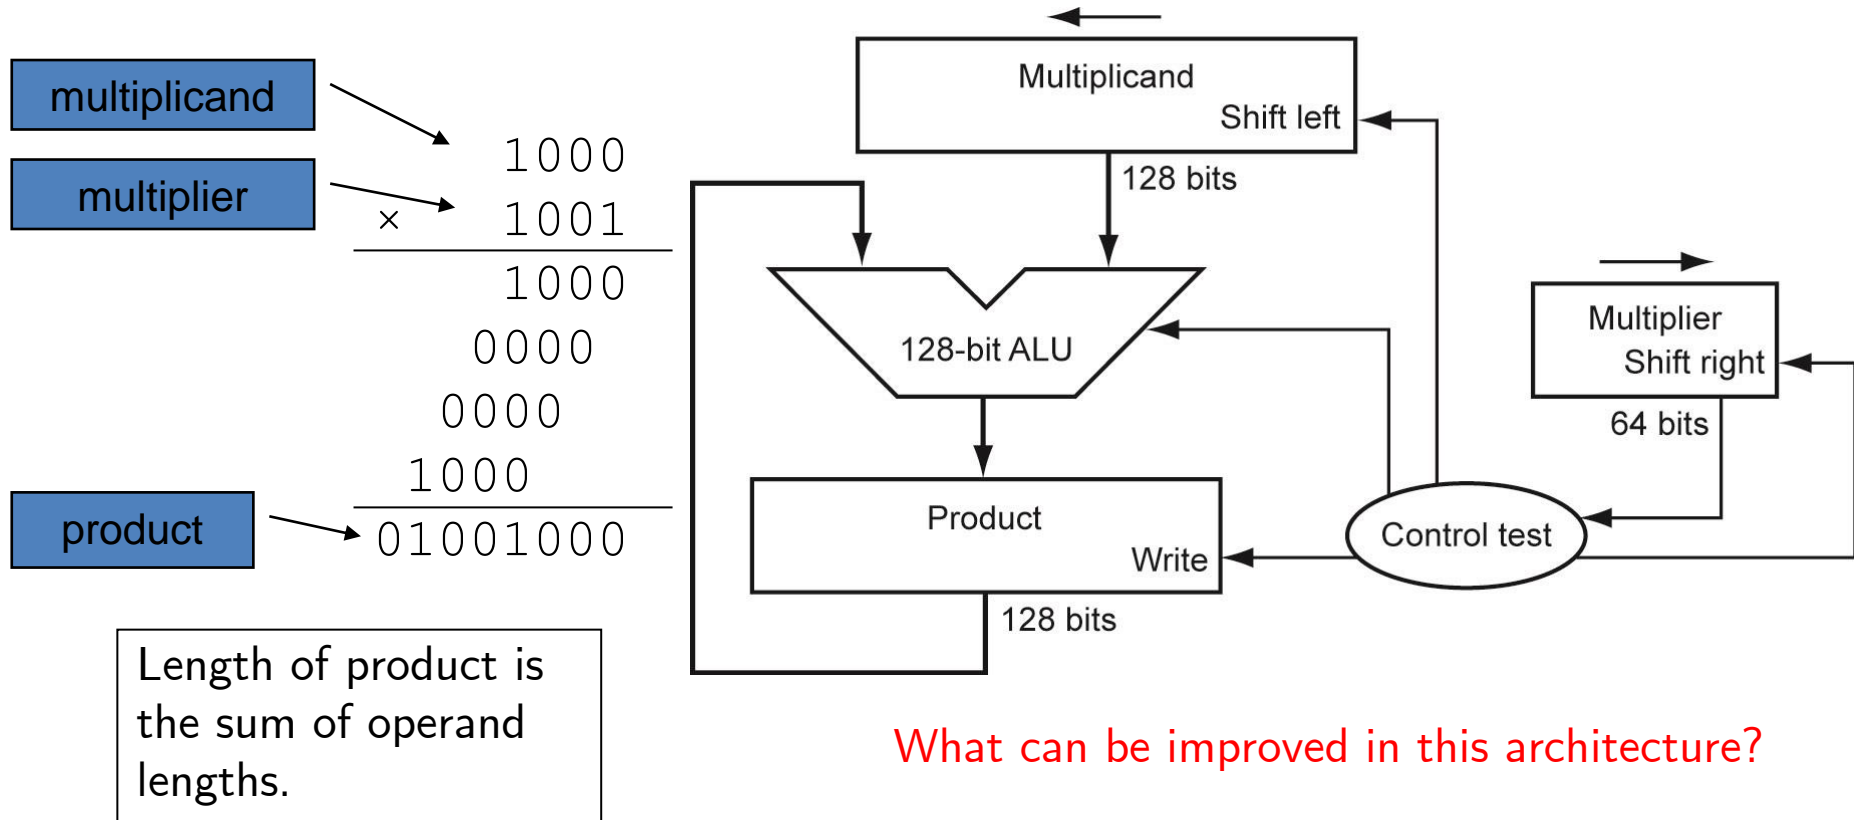 multiplicand
multiplier
product
1000
× 1001
1000
0000
0000
1000
01001000
Length of product is
the sum of operand
lengths.
Multiplicand
Shift left
128 bits
128-bit ALU
Multiplier
Shift right
64 bits
Product
Write
128 bits
Control test
What can be improved in this architecture?